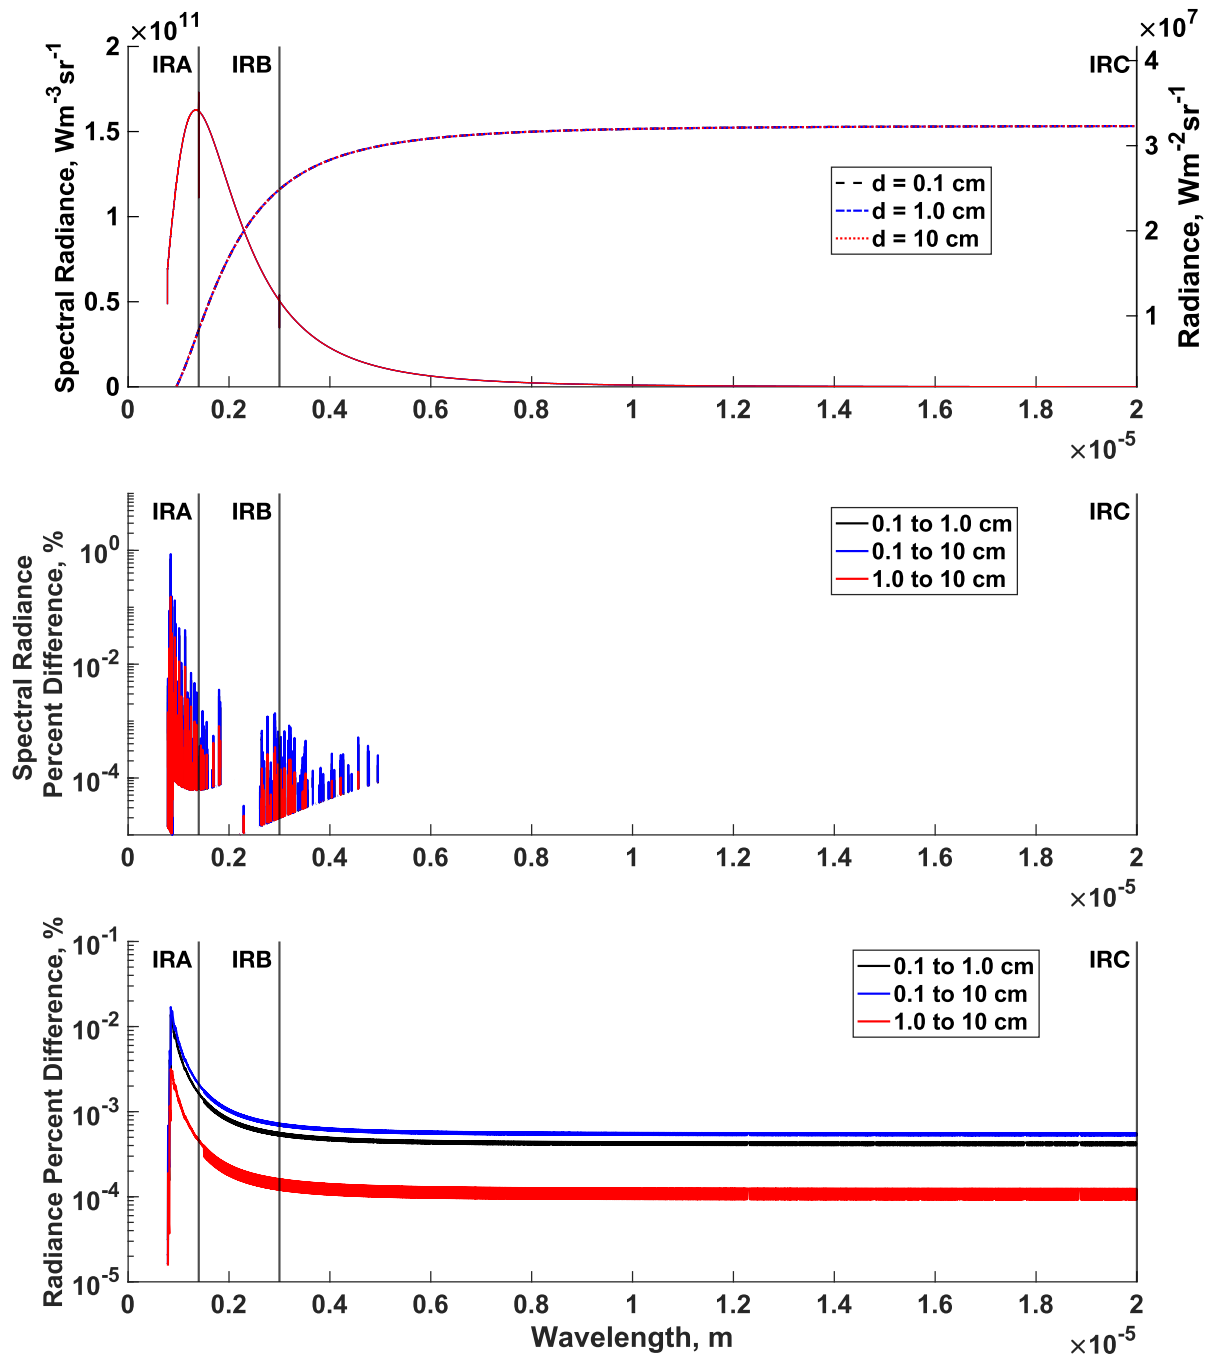 ×10^11
×10^7
2
1.5
1
0.5
0
4
3
2
1
IRA
IRB
IRC
Spectral Radiance, Wm^-3sr^-1
Radiance, Wm^-2sr^-1
d = 0.1 cm
d = 1.0 cm
d = 10 cm
0 0.2 0.4 0.6 0.8 1 1.2 1.4 1.6 1.8 2
×10^-5
IRA
IRB
IRC
Spectral Radiance
Percent Difference, %
10^0
10^-2
10^-4
0.1 to 1.0 cm
0.1 to 10 cm
1.0 to 10 cm
0 0.2 0.4 0.6 0.8 1 1.2 1.4 1.6 1.8 2
×10^-5
IRA
IRB
IRC
Radiance Percent Difference, %
10^-1
10^-2
10^-3
10^-4
10^-5
0.1 to 1.0 cm
0.1 to 10 cm
1.0 to 10 cm
0 0.2 0.4 0.6 0.8 1 1.2 1.4 1.6 1.8 2
Wavelength, m
×10^-5